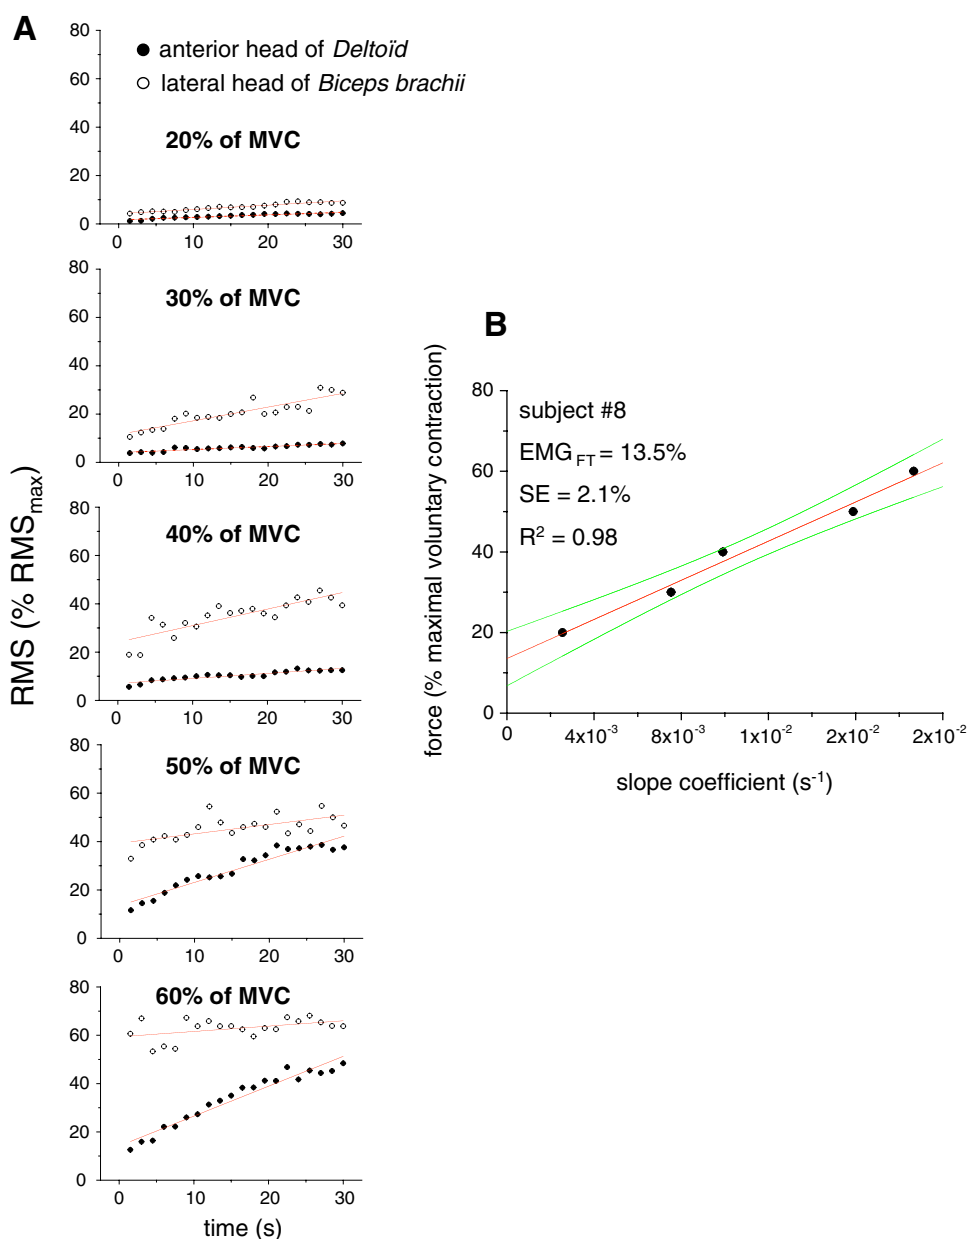 A
80
60
40
20
0
anterior head of Deltoïd
lateral head of Biceps brachii
20% of MVC
0 10 20 30
80
60
40
20
0
30% of MVC
0 10 20 30
80
60
40
20
0
40% of MVC
0 10 20 30
80
60
40
20
0
50% of MVC
0 10 20 30
80
60
40
20
0
60% of MVC
0 10 20 30
time (s)
RMS (% RMSmax)
B
force (% maximal voluntary contraction)
80
60
40
20
0
subject #8
EMG FT = 13.5%
SE = 2.1%
R² = 0.98
0 4x10⁻³ 8x10⁻³ 1x10⁻² 2x10⁻² 2x10⁻²
slope coefficient (s⁻¹)